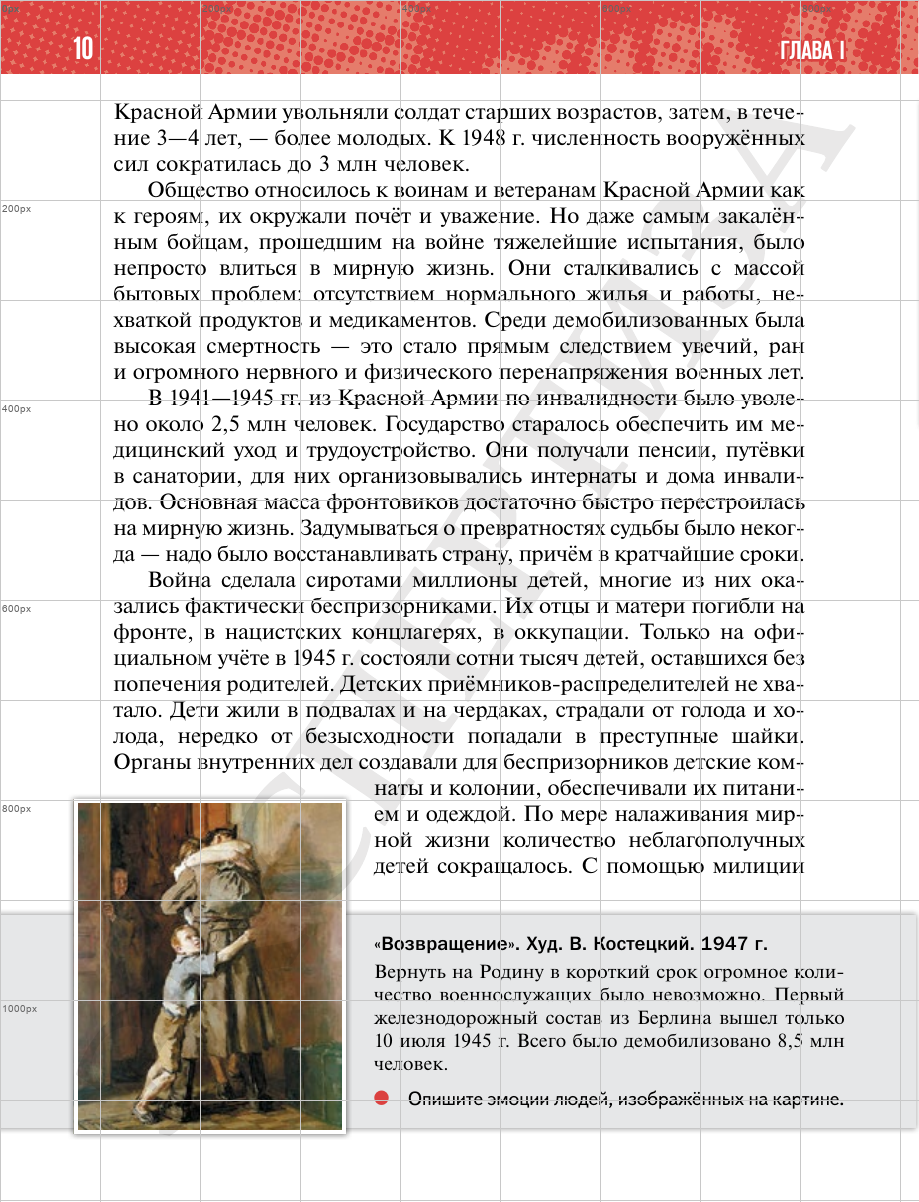 10
ГЛАВА I
Красной Армии увольняли солдат старших возрастов, затем, в тече-
ние 3—4 лет, — более молодых. К 1948 г. численность вооружённых
сил сократилась до 3 млн человек.
Общество относилось к воинам и ветеранам Красной Армии как
к героям, их окружали почёт и уважение. Но даже самым закалён-
ным бойцам, прошедшим на войне тяжелейшие испытания, было
непросто влиться в мирную жизнь. Они сталкивались с массой
бытовых проблем: отсутствием нормального жилья и работы, не-
хваткой продуктов и медикаментов. Среди демобилизованных была
высокая смертность — это стало прямым следствием увечий, ран
и огромного нервного и физического перенапряжения военных лет.
В 1941—1945 гг. из Красной Армии по инвалидности было уволе-
но около 2,5 млн человек. Государство старалось обеспечить им ме-
дицинский уход и трудоустройство. Они получали пенсии, путёвки
в санатории, для них организовывались интернаты и дома инвали-
дов. Основная масса фронтовиков достаточно быстро перестроилась
на мирную жизнь. Задумываться о превратностях судьбы было неког-
да — надо было восстанавливать страну, причём в кратчайшие сроки.
Война сделала сиротами миллионы детей, многие из них ока-
зались фактически беспризорниками. Их отцы и матери погибли на
фронте, в нацистских концлагерях, в оккупации. Только на офи-
циальном учёте в 1945 г. состояли сотни тысяч детей, оставшихся без
попечения родителей. Детских приёмников-распределителей не хва-
тало. Дети жили в подвалах и на чердаках, страдали от голода и хо-
лода, нередко от безысходности попадали в преступные шайки.
Органы внутренних дел создавали для беспризорников детские ком-
наты и колонии, обеспечивали их питани-
ем и одеждой. По мере налаживания мир-
ной жизни количество неблагополучных
детей сокращалось. С помощью милиции
«Возвращение». Худ. В. Костецкий. 1947 г.
Вернуть на Родину в короткий срок огромное коли-
чество военнослужащих было невозможно. Первый
железнодорожный состав из Берлина вышел только
10 июля 1945 г. Всего было демобилизовано 8,5 млн
человек.
Опишите эмоции людей, изображённых на картине.
200px
400px
600px
800px
1000px